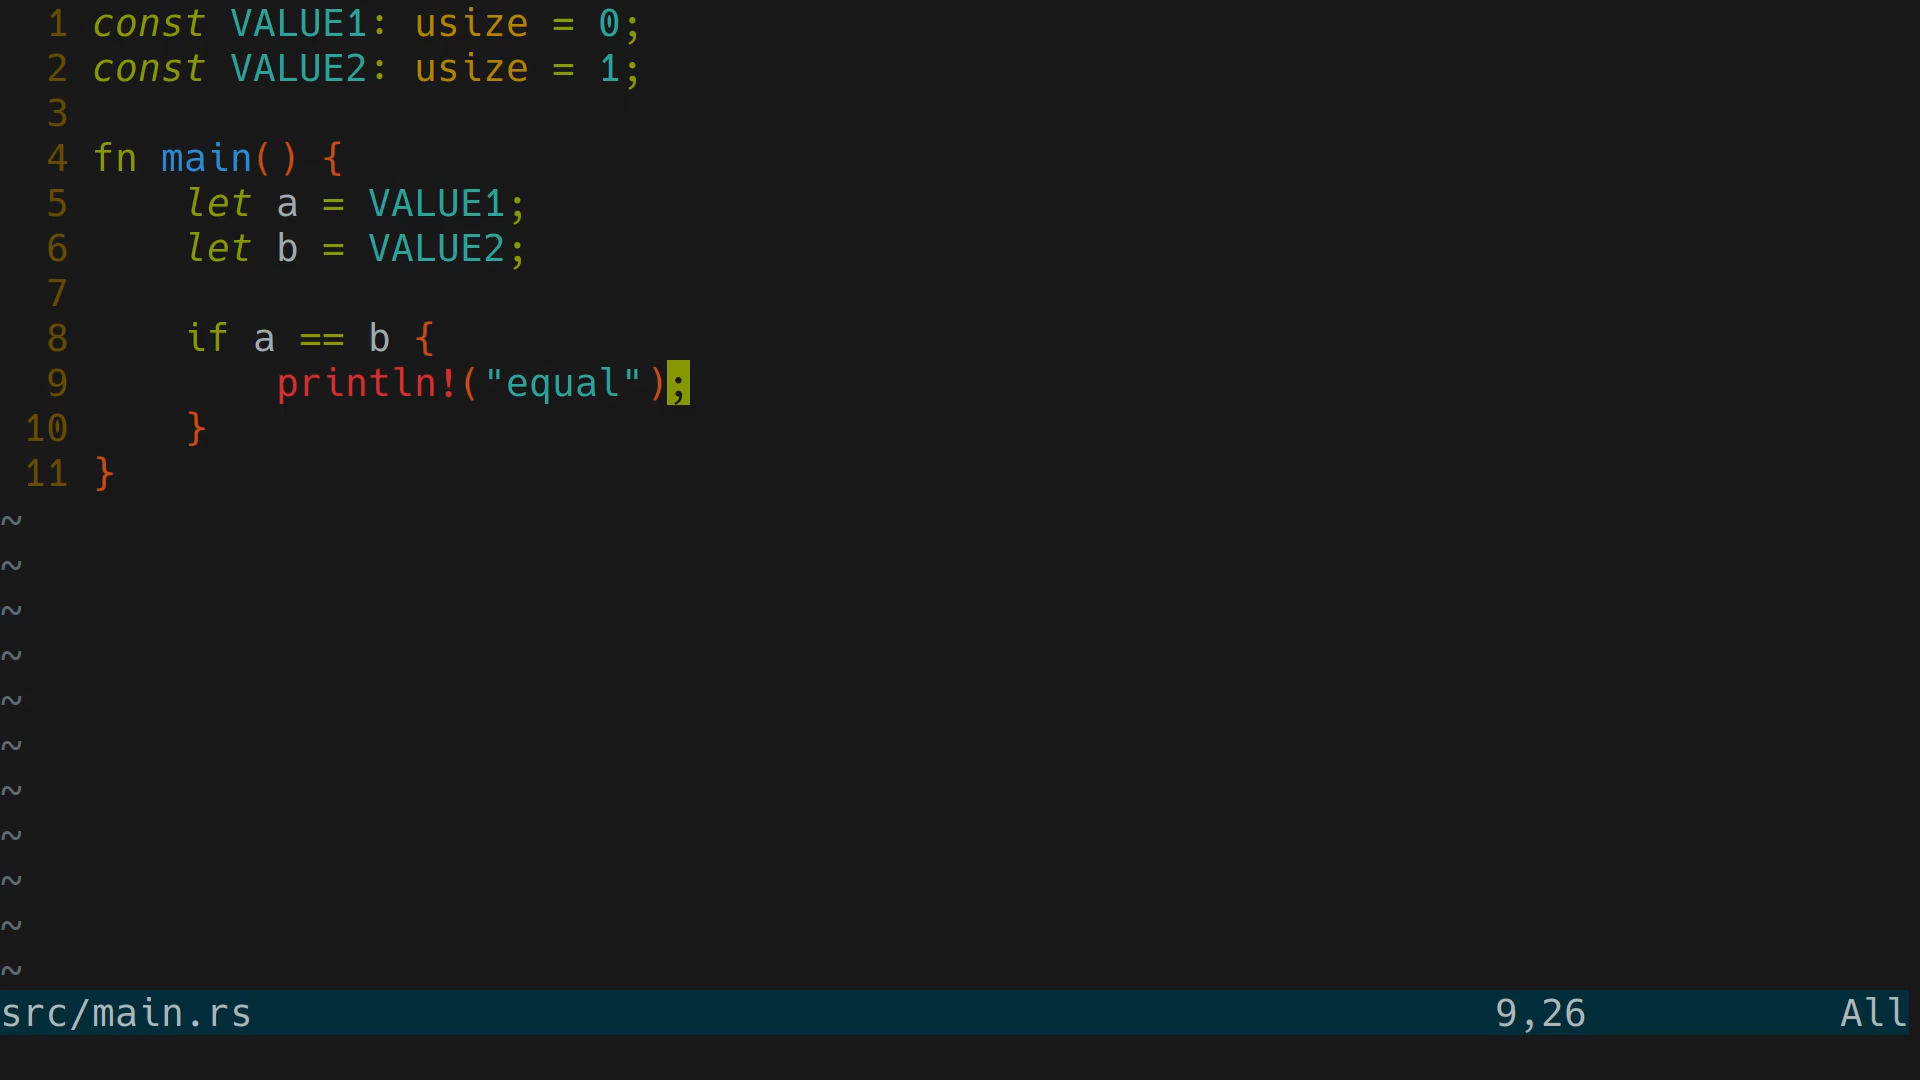 1 const VALUE1: usize = 0;
2 const VALUE2: usize = 1;
3
4 fn main() {
5     let a = VALUE1;
6     let b = VALUE2;
7
8     if a == b {
9         println!("equal");
10     }
11 }
~
~
~
~
~
~
~
~
~
~
~
src/main.rs 9,26 All